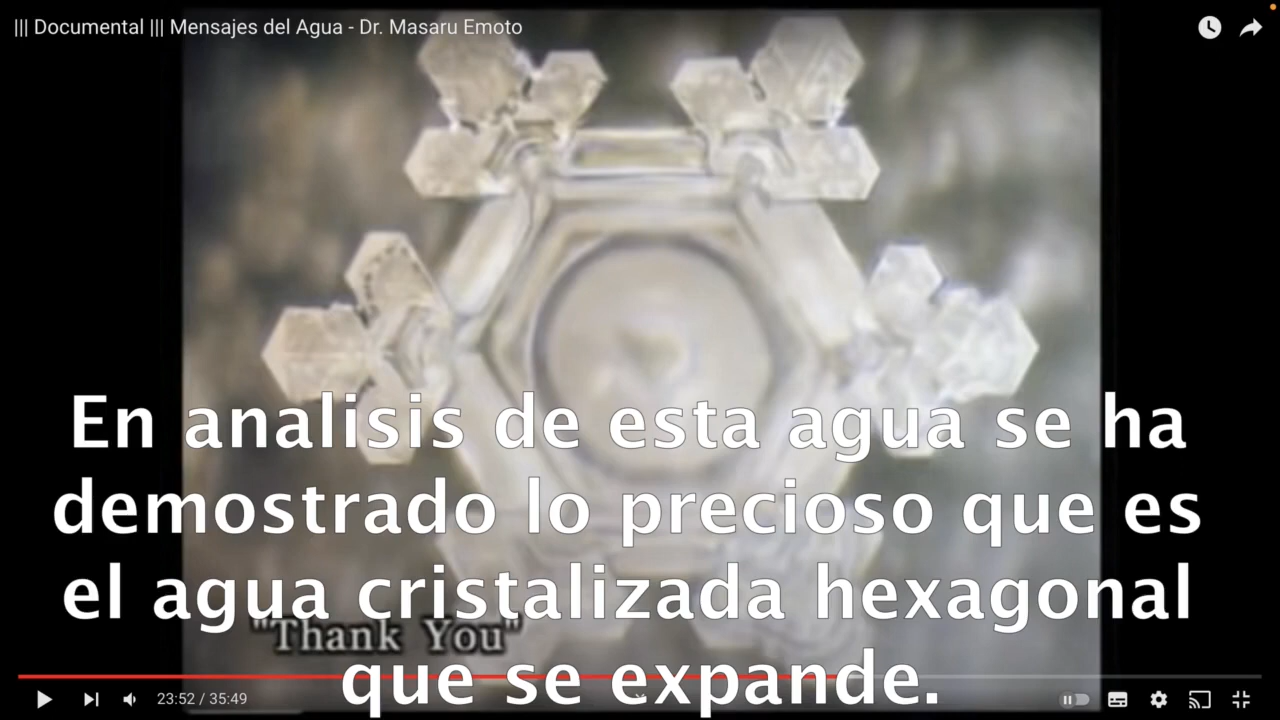 ||| Documental ||| Mensajes del Agua - Dr. Masaru Emoto
En analisis de esta agua se ha
demostrado lo precioso que es
el agua cristalizada hexagonal
"Thank You"
que se expande.
23:52 / 35:49